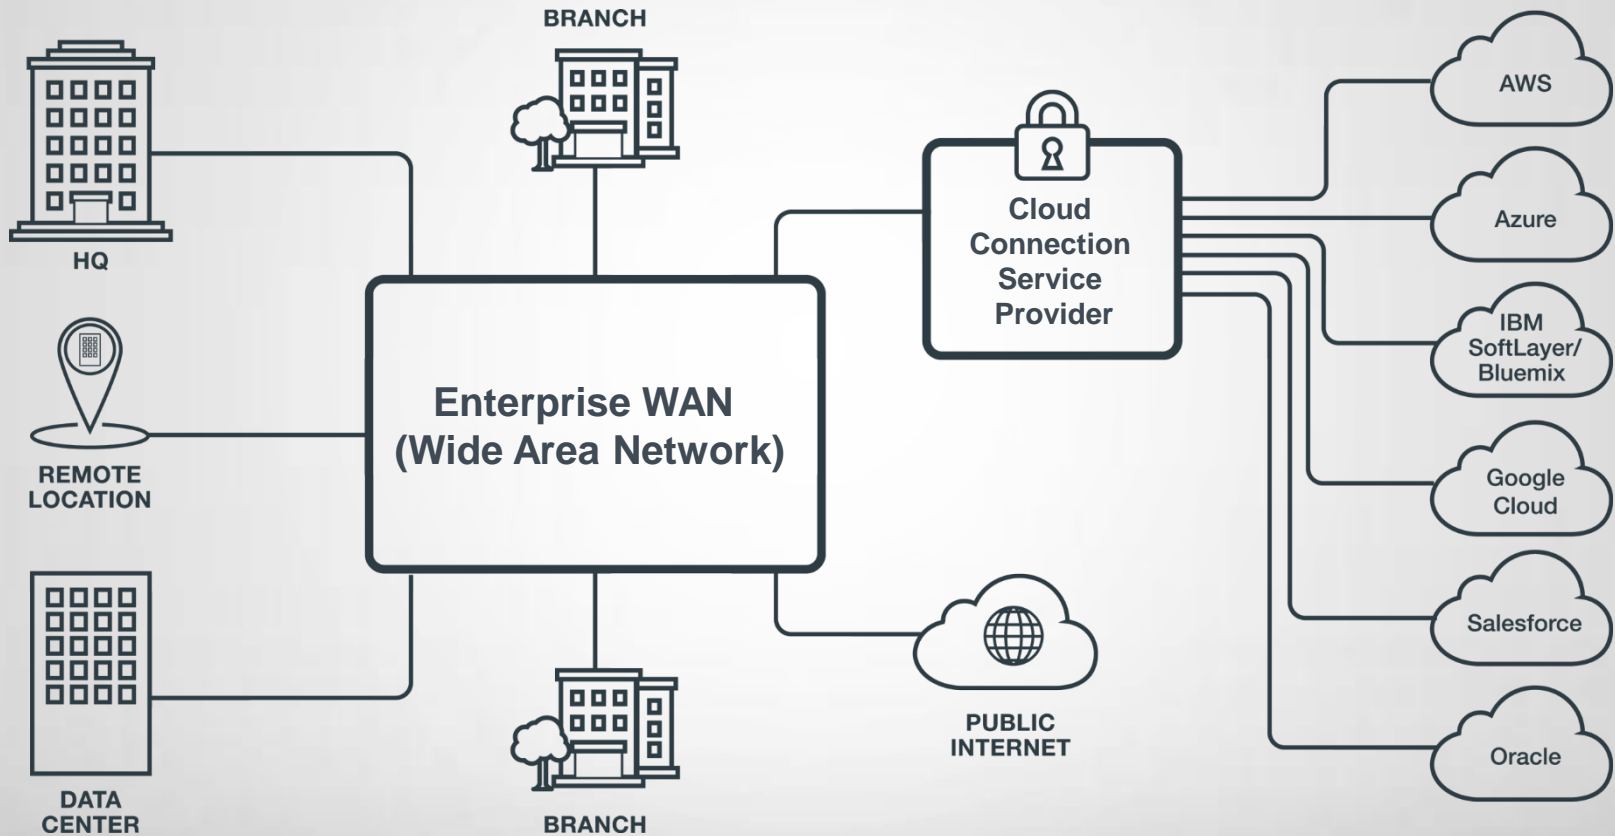 BRANCH
HQ
REMOTE
LOCATION
DATA
CENTER
Enterprise WAN
(Wide Area Network)
BRANCH
Cloud
Connection
Service
Provider
PUBLIC
INTERNET
AWS
Azure
IBM
SoftLayer/
Bluemix
Google
Cloud
Salesforce
Oracle